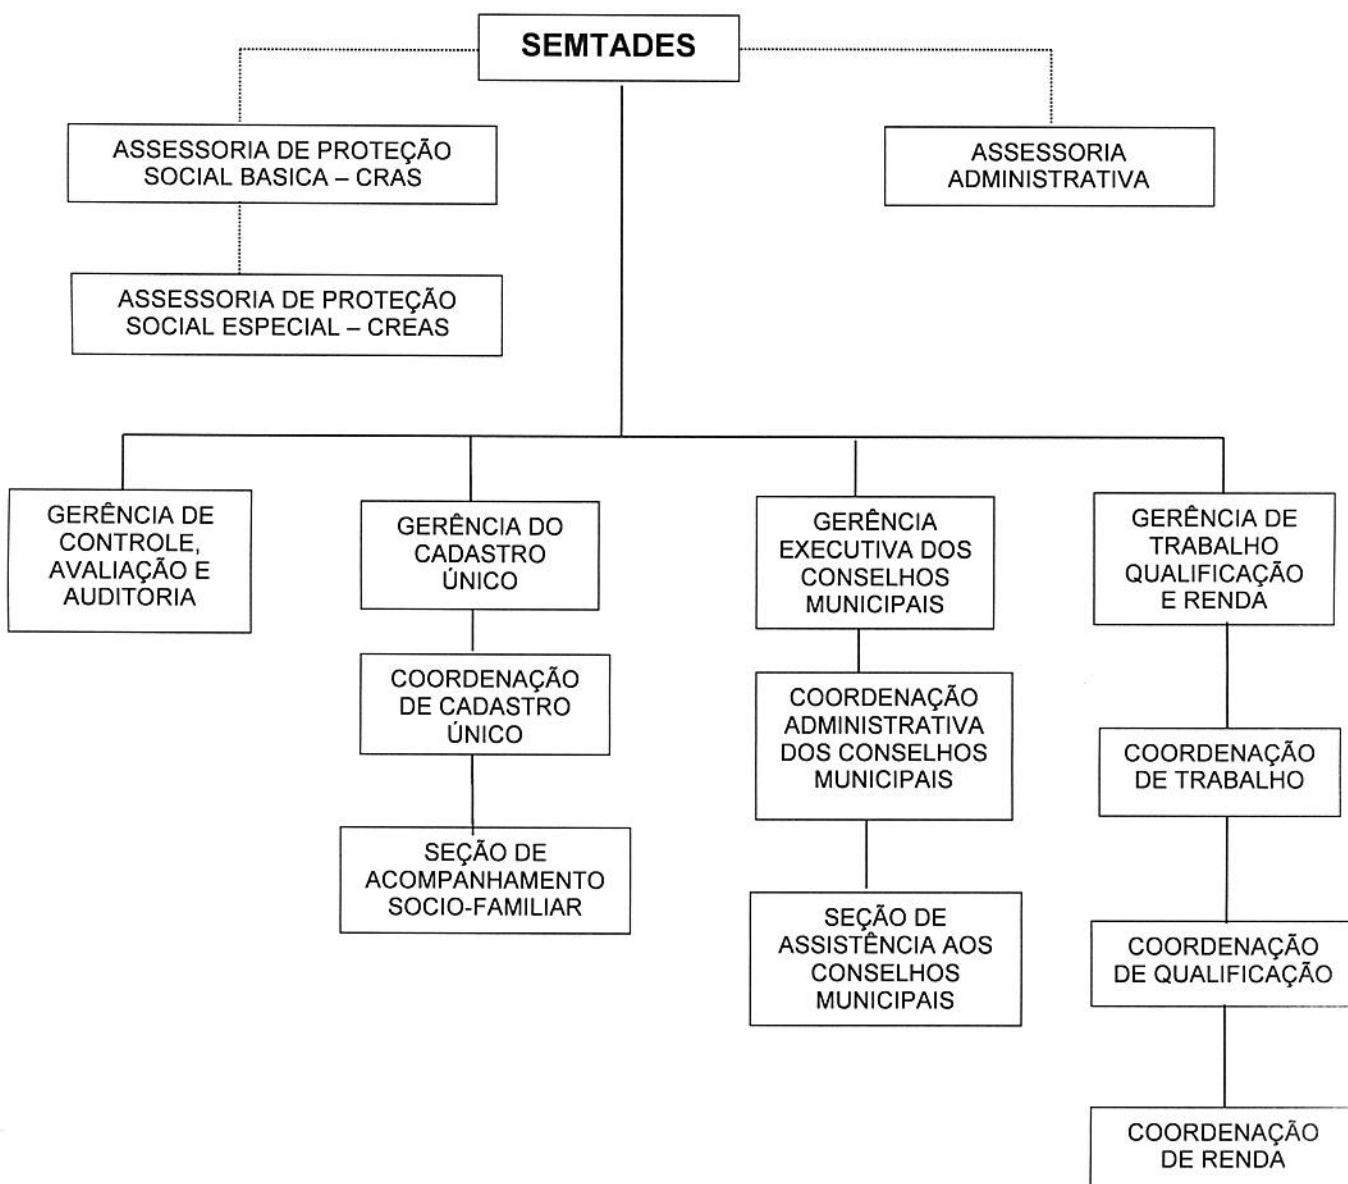 SEMTADES
ASSESSORIA DE PROTEÇÃO
SOCIAL BASICA – CRAS
ASSESSORIA
ADMINISTRATIVA
ASSESSORIA DE PROTEÇÃO
SOCIAL ESPECIAL – CREAS
GERÊNCIA DE
CONTROLE,
AVALIAÇÃO E
AUDITORIA
GERÊNCIA DO
CADASTRO
ÚNICO
GERÊNCIA
EXECUTIVA DOS
CONSELHOS
MUNICIPAIS
GERÊNCIA DE
TRABALHO
QUALIFICAÇÃO
E RENDA
COORDENAÇÃO
DE CADASTRO
ÚNICO
COORDENAÇÃO
ADMINISTRATIVA
DOS CONSELHOS
MUNICIPAIS
COORDENAÇÃO
DE TRABALHO
SEÇÃO DE
ACOMPANHAMENTO
SOCIO-FAMILIAR
SEÇÃO DE
ASSISTÊNCIA AOS
CONSELHOS
MUNICIPAIS
COORDENAÇÃO
DE QUALIFICAÇÃO
COORDENAÇÃO
DE RENDA